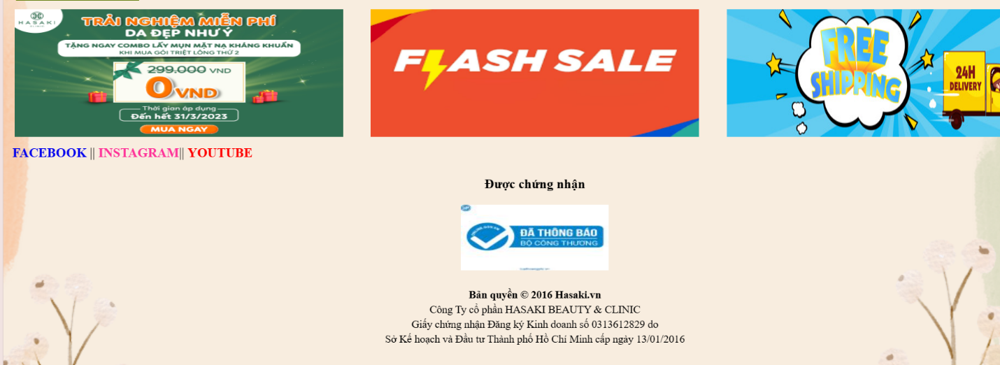 HASAKI
TRẢI NGHIỆM MIỄN PHÍ
DA ĐẸP NHƯ Ý
TẶNG NGAY COMBO LẤY MỤN MẶT NẠ KHÁNG KHUẨN
KHI MUA GÓI TRIỆT LÔNG THỨ 2
299.000 VND
0 VND
Thời gian áp dụng
Đến hết 31/3/2023
MUA NGAY
FLASH SALE
FREE
SHIPPING
24H
DELIVERY
FACEBOOK || INSTAGRAM|| YOUTUBE
Được chứng nhận
ĐÃ THÔNG BÁO
BỘ CÔNG THƯƠNG
Bản quyền © 2016 Hasaki.vn
Công Ty cổ phần HASAKI BEAUTY & CLINIC
Giấy chứng nhận Đăng ký Kinh doanh số 0313612829 do
Sở Kế hoạch và Đầu tư Thành phố Hồ Chí Minh cấp ngày 13/01/2016